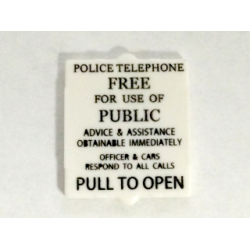 POLICE TELEPHONE
FREE
FOR USE OF
PUBLIC
ADVICE & ASSISTANCE
OBTAINABLE IMMEDIATELY
OFFICER & CARS
RESPOND TO ALL CALLS
PULL TO OPEN